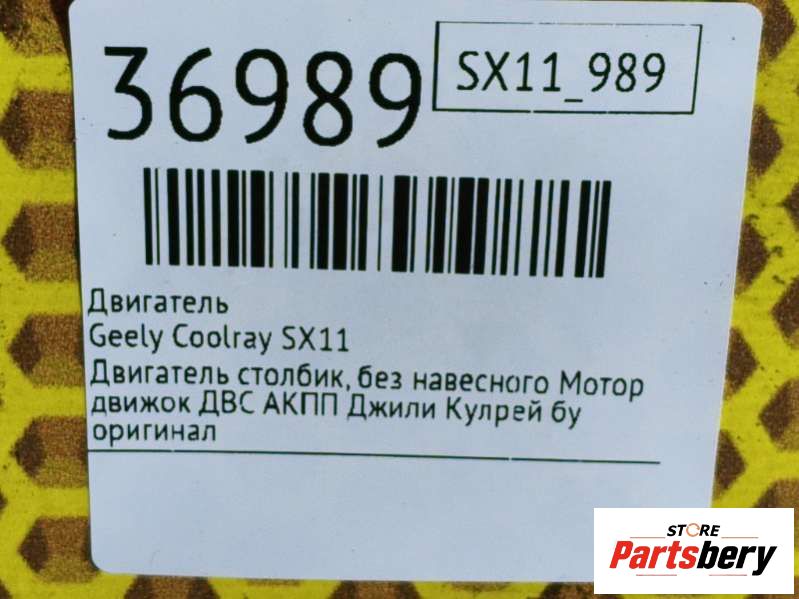 36989
SX11_989
Двигатель
Geely Coolray SX11
Двигатель столбик, без навесного Мотор
движок ДВС АКПП Джили Кулрей бу
оригинал
STORE
Partsbery